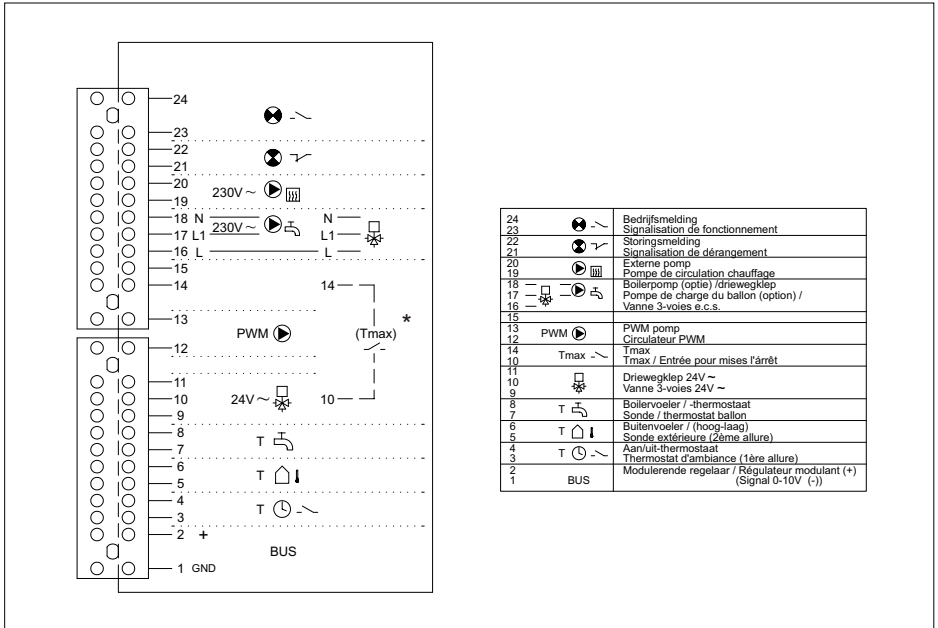 24
23
22
21
20
230V ~
19
18 N N
230V ~
17 L1 L1
16 L L
15
14 14
*
13
PWM (Tmax)
12
11
10 24V ~ 10
9
8
T
7
6
T
5
4
T
3
2 +
BUS
1 GND
24 Bedrijfsmelding
23 Signalisation de fonctionnement
22 Storingsmelding
21 Signalisation de dérangement
20 Externe pomp
19 Pompe de circulation chauffage
18 Boilerpomp (optie) /driewegklep
17 Pompe de charge du ballon (option) /
16 Vanne 3-voies e.c.s.
15
13 PWM PWM pomp
12 Circulateur PWM
14 Tmax Tmax
10 Tmax / Entrée pour mises l'árrêt
11
10 Driewegklep 24V ~
9 Vanne 3-voies 24V ~
8 T Boilervoeler / -thermostaat
7 Sonde / thermostat ballon
6 T Buitenvoeler / (hoog-laag)
5 Sonde extérieure (2ème allure)
4 T Aan/uit-thermostaat
3 Thermostat d'ambiance (1ère allure)
2 Modulerende regelaar / Régulateur modulant (+)
1 BUS (Signal 0-10V (-))